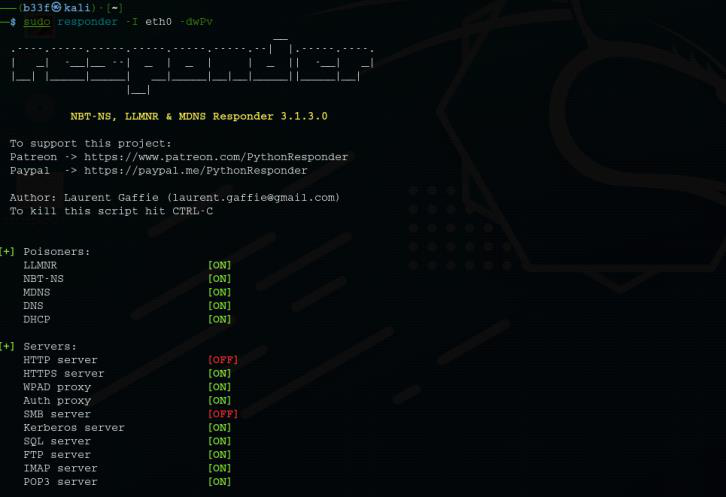 (b33f㉿kali)-[~]
$ sudo responder -I eth0 -dwPv
NBT-NS, LLMNR & MDNS Responder 3.1.3.0
To support this project:
Patreon -> https://www.patreon.com/PythonResponder
Paypal  -> https://paypal.me/PythonResponder
Author: Laurent Gaffie (laurent.gaffie@gmail.com)
To kill this script hit CTRL-C
[+] Poisoners:
LLMNR [ON]
NBT-NS [ON]
MDNS [ON]
DNS [ON]
DHCP [ON]
[+] Servers:
HTTP server [OFF]
HTTPS server [ON]
WPAD proxy [ON]
Auth proxy [ON]
SMB server [OFF]
Kerberos server [ON]
SQL server [ON]
FTP server [ON]
IMAP server [ON]
POP3 server [ON]